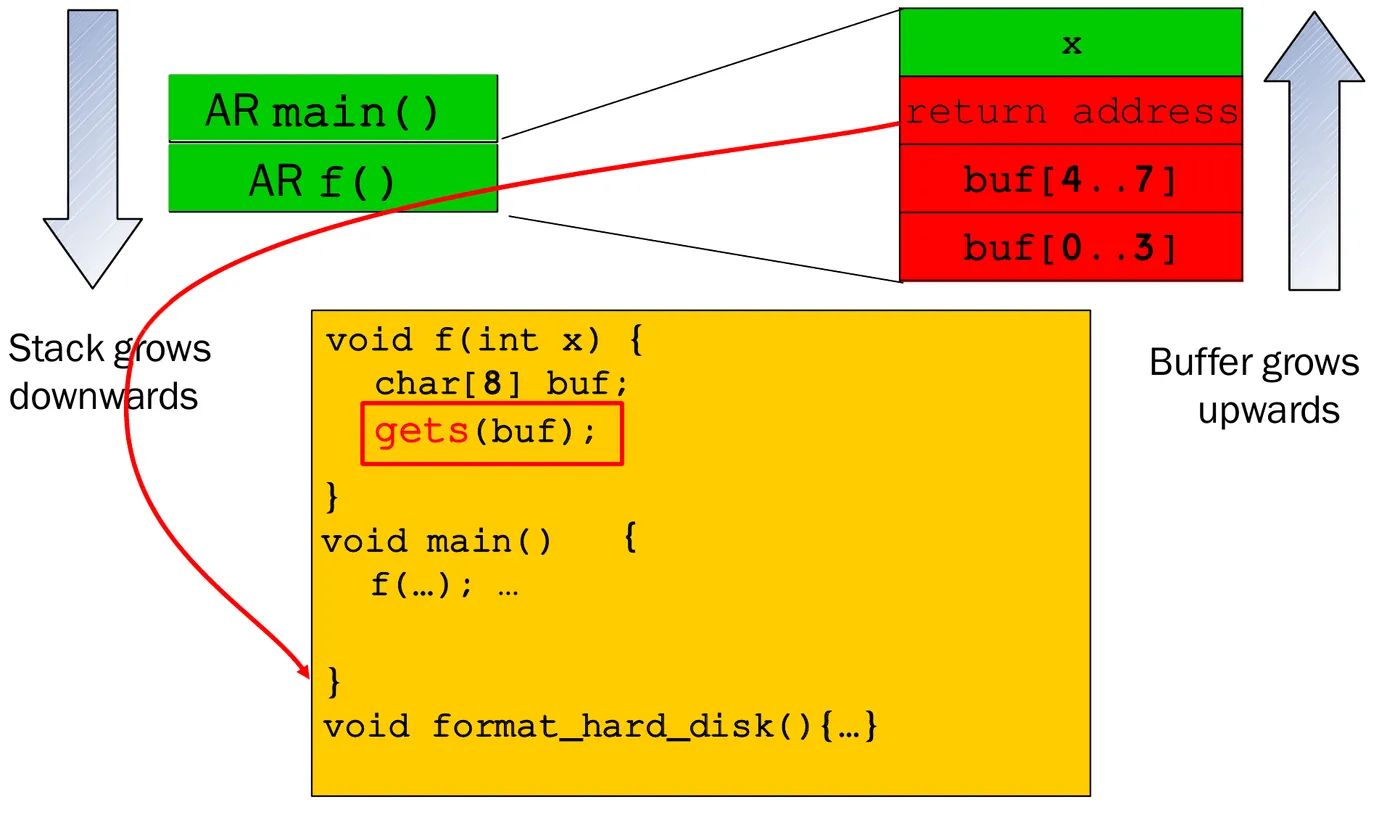 AR main()
AR f()
x
return address
buf[4..7]
buf[0..3]
Stack grows
downwards
Buffer grows
upwards
void f(int x) {
char[8] buf;
gets(buf);
}
void main() {
f(…); …
}
void format_hard_disk(){…}